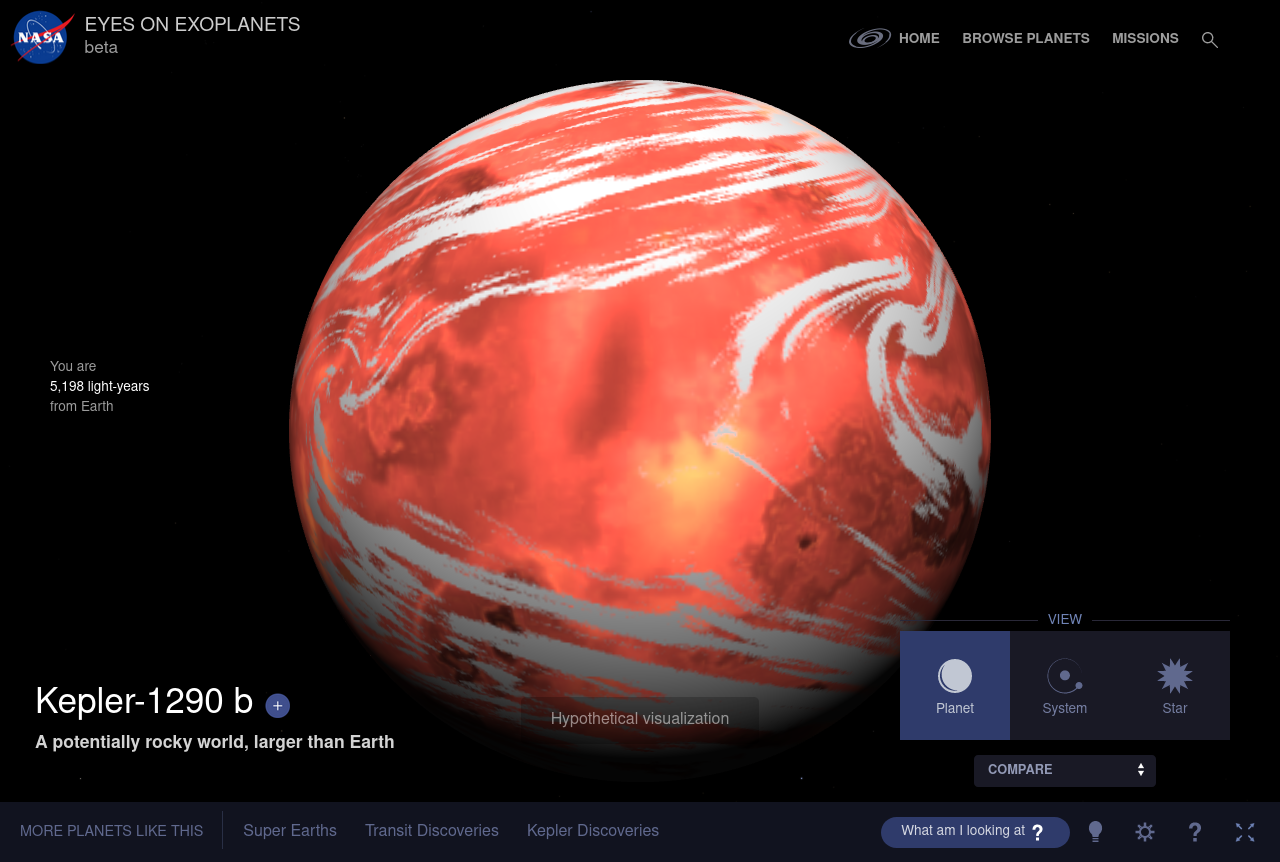 NASA
EYES ON EXOPLANETS
beta
HOME
BROWSE PLANETS
MISSIONS
You are
5,198 light-years
from Earth
VIEW
Planet
System
Star
Kepler-1290 b +
A potentially rocky world, larger than Earth
Hypothetical visualization
COMPARE
MORE PLANETS LIKE THIS
Super Earths
Transit Discoveries
Kepler Discoveries
What am I looking at ?
?